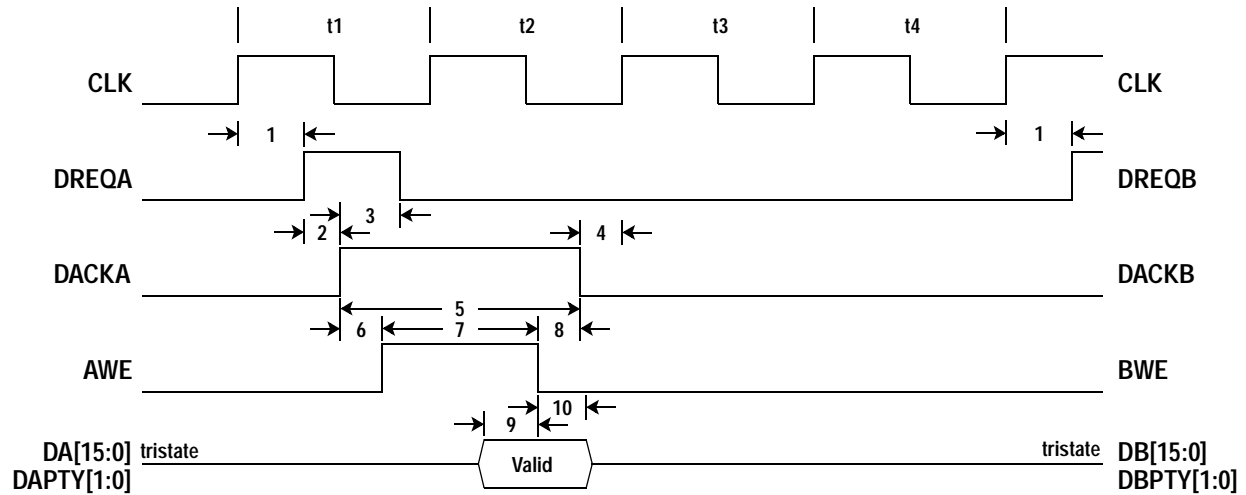 t1 t2 t3 t4
CLK CLK
1 1
DREQA DREQB
3
2 4
DACKA DACKB
5
6 7 8
AWE BWE
10
9
DA[15:0] tristate Valid tristate DB[15:0]
DAPTY[1:0] DBPTY[1:0]